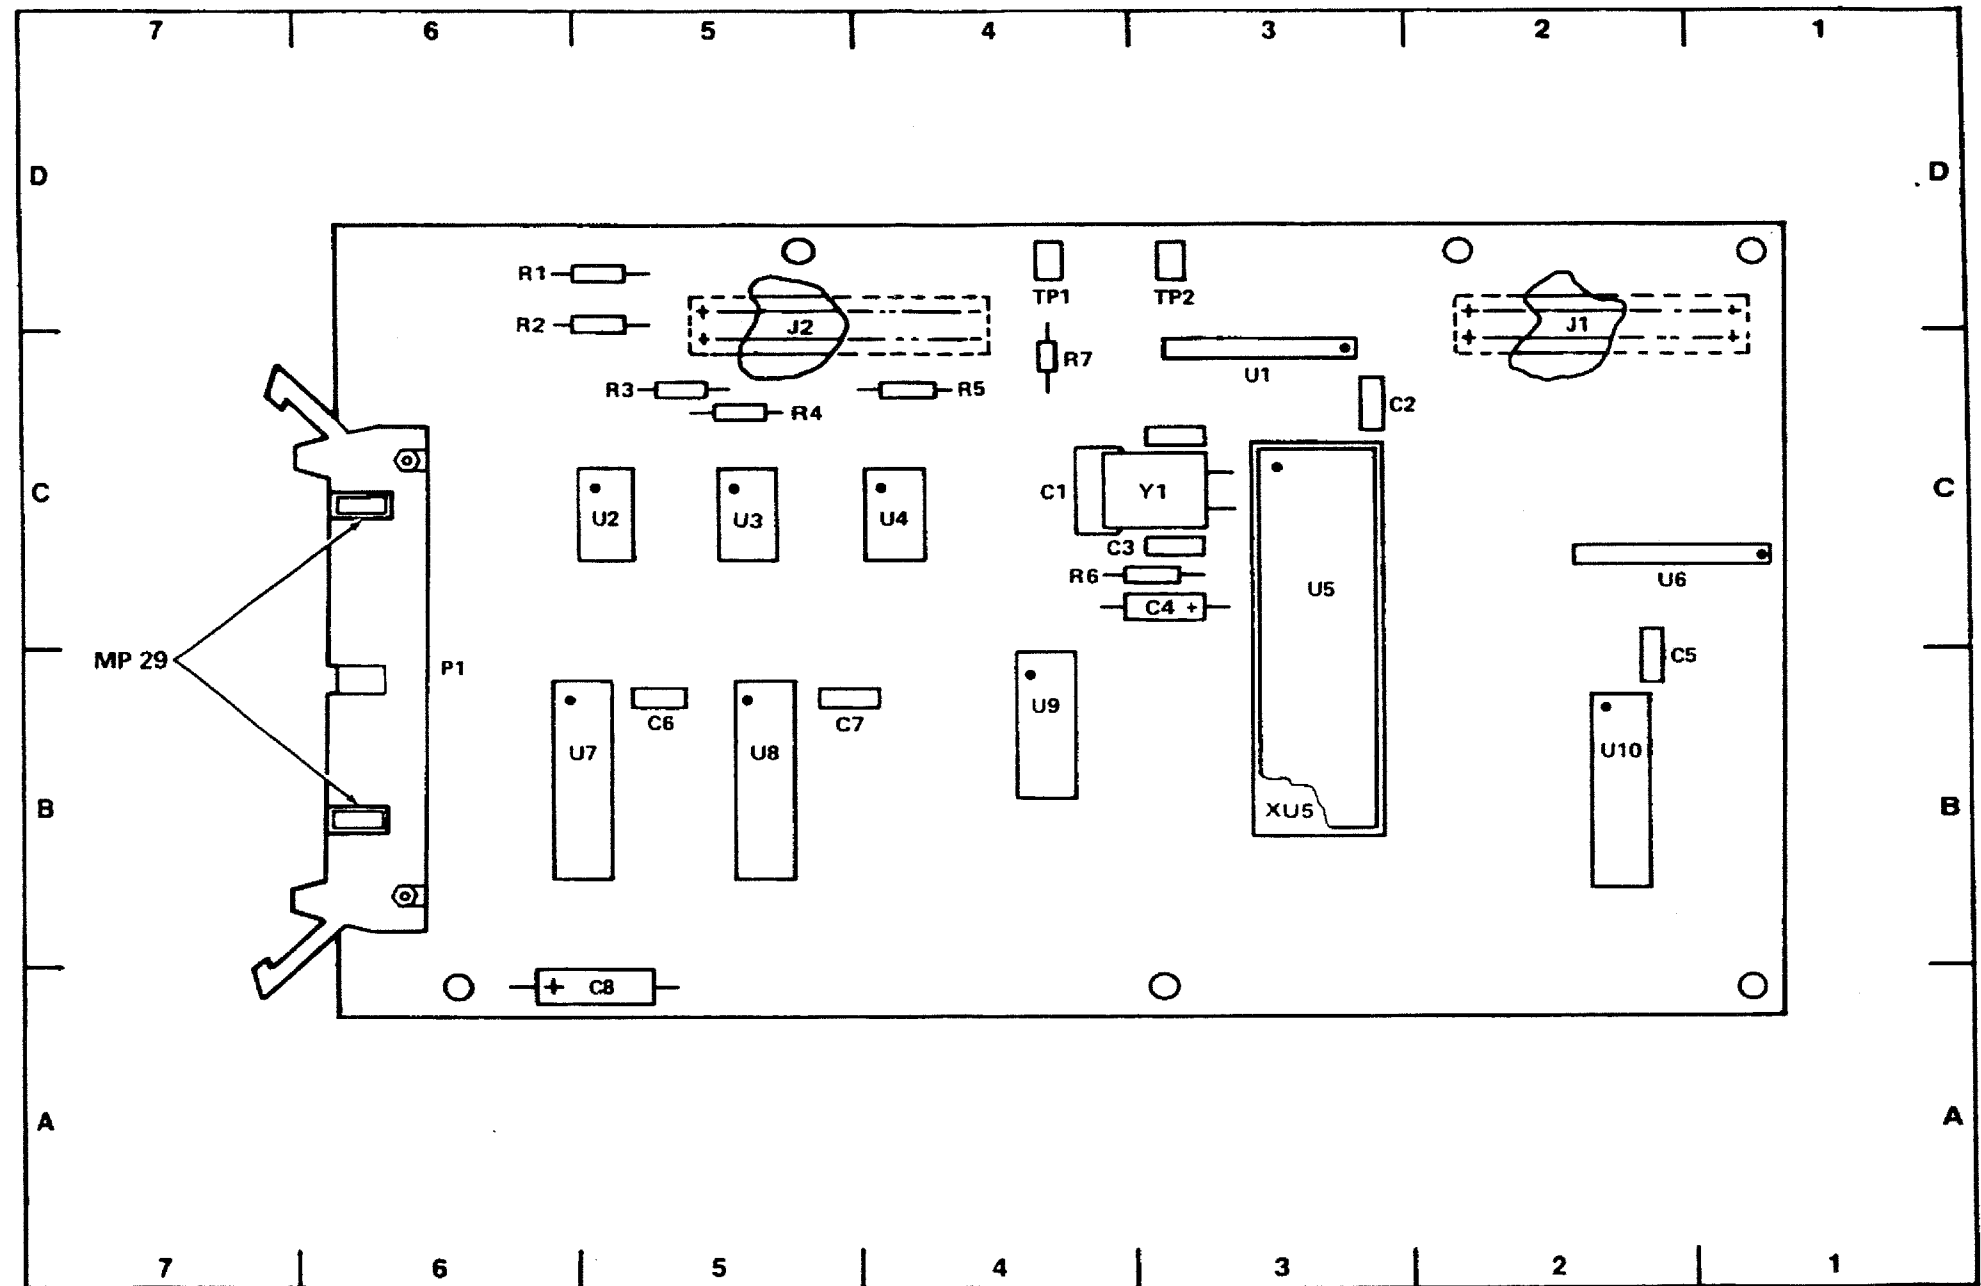 7 6 5 4 3 2 1
D D
R1
TP1 TP2
R2 J2 J1
R7
U1
R3 R5
R4 C2
C C
C1 Y1
U2 U3 U4
C3
R6 U6
U5
C4 +
MP 29 P1 C5
U9
C6 C7
U7 U8 U10
B XU5 B
+ C8
A A
7 6 5 4 3 2 1